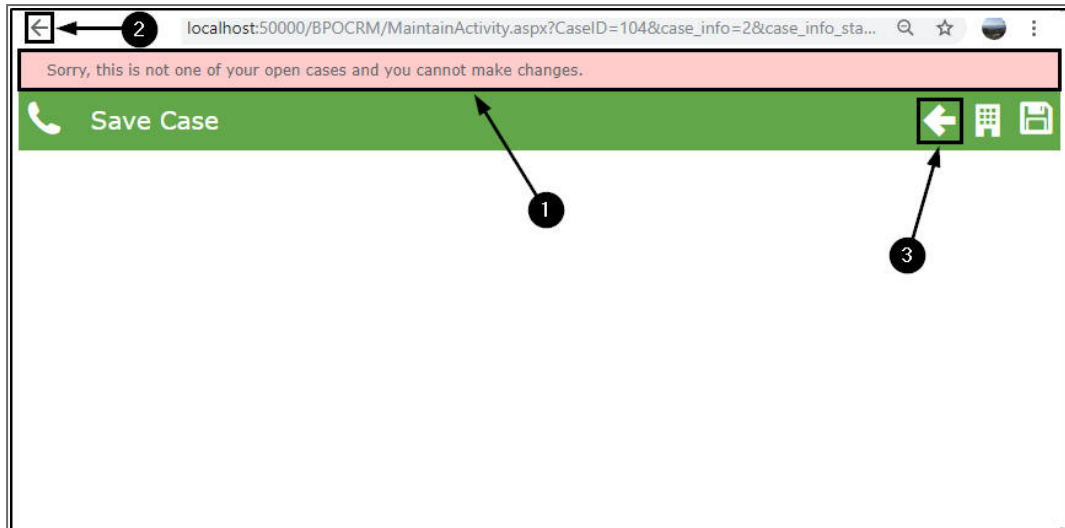 2
localhost:50000/BPOCRM/MaintainActivity.aspx?CaseID=104&case_info=2&case_info_sta...
Sorry, this is not one of your open cases and you cannot make changes.
Save Case
1
3